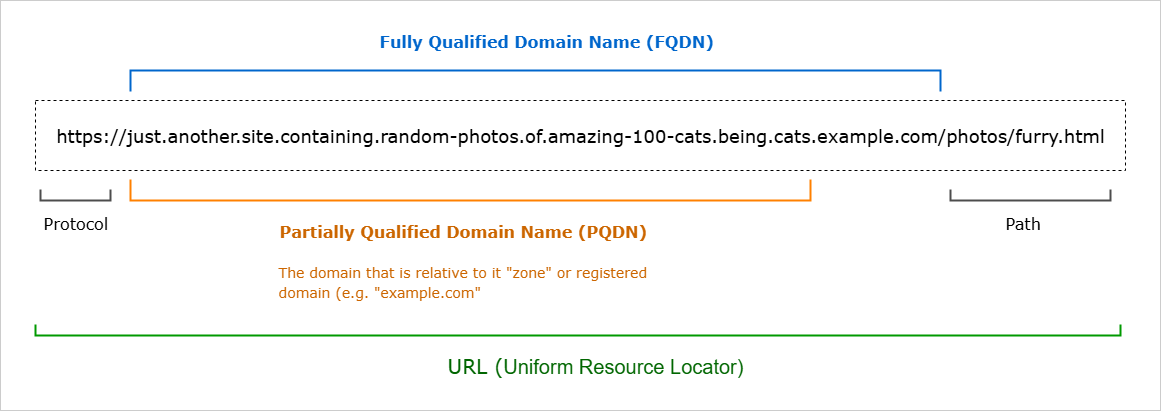 Fully Qualified Domain Name (FQDN)
https://just.another.site.containing.random-photos.of.amazing-100-cats.being.cats.example.com/photos/furry.html
Protocol
Path
Partially Qualified Domain Name (PQDN)
The domain that is relative to it "zone" or registered
domain (e.g. "example.com"
URL (Uniform Resource Locator)